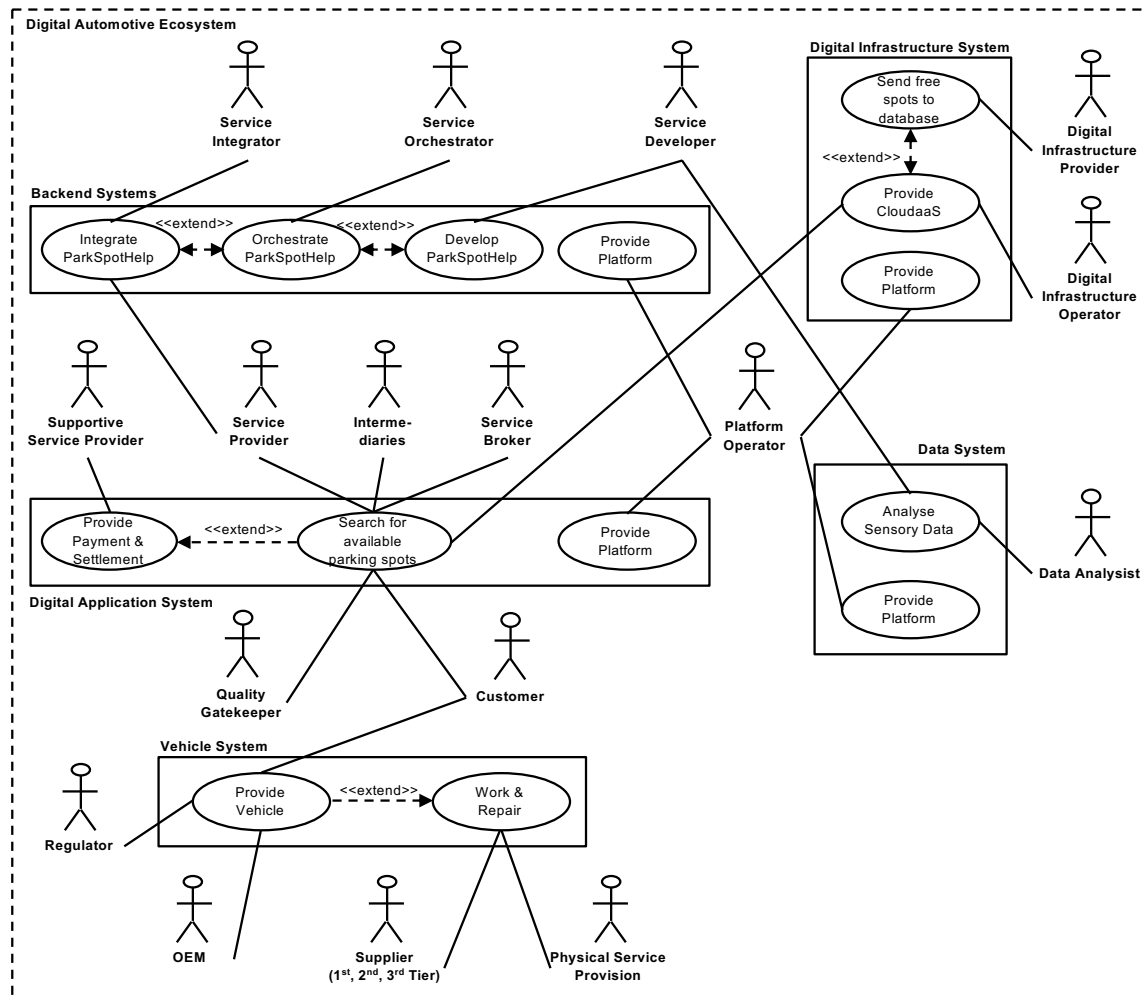 Digital Automotive Ecosystem
Service
Integrator
Service
Orchestrator
Service
Developer
Digital Infrastructure System
Send free
spots to
database
<<extend>>
Provide
CloudaaS
Provide
Platform
Digital
Infrastructure
Provider
Digital
Infrastructure
Operator
Backend Systems
Integrate
ParkSpotHelp
<<extend>>
Orchestrate
ParkSpotHelp
<<extend>>
Develop
ParkSpotHelp
Provide
Platform
Supportive
Service Provider
Service
Provider
Interme-
diaries
Service
Broker
Platform
Operator
Data System
Analyse
Sensory Data
Provide
Platform
Data Analysist
Provide
Payment &
Settlement
<<extend>>
Search for
available
parking spots
Provide
Platform
Digital Application System
Quality
Gatekeeper
Customer
Vehicle System
Provide
Vehicle
<<extend>>
Work &
Repair
Regulator
OEM
Supplier
(1st, 2nd, 3rd Tier)
Physical Service
Provision